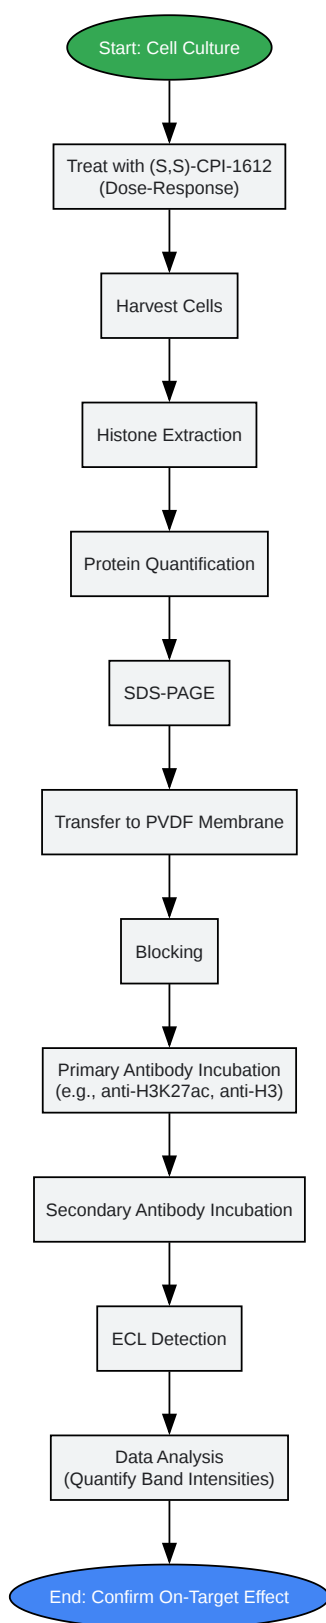 Start: Cell Culture
Treat with (S,S)-CPI-1612
(Dose-Response)
Harvest Cells
Histone Extraction
Protein Quantification
SDS-PAGE
Transfer to PVDF Membrane
Blocking
Primary Antibody Incubation
(e.g., anti-H3K27ac, anti-H3)
Secondary Antibody Incubation
ECL Detection
Data Analysis
(Quantify Band Intensities)
End: Confirm On-Target Effect